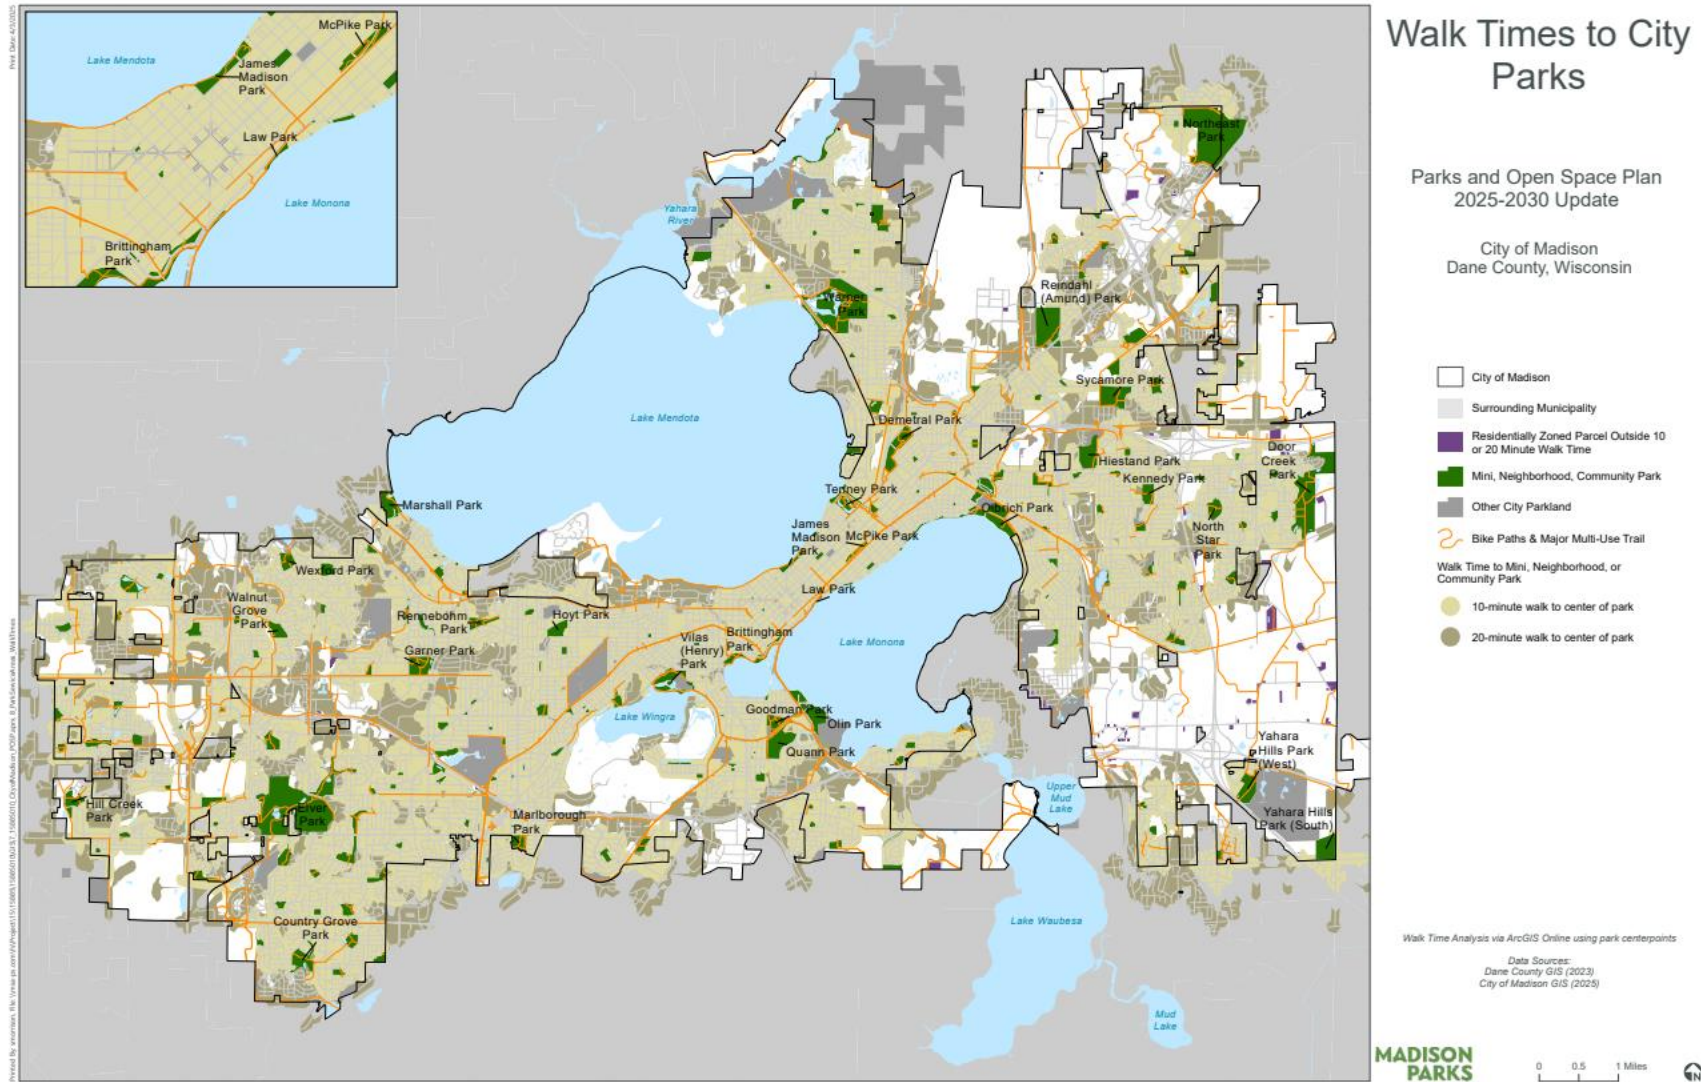 Walk Times to City
Parks
Parks and Open Space Plan
2025-2030 Update
City of Madison
Dane County, Wisconsin
City of Madison
Surrounding Municipality
Residentially Zoned Parcel Outside 10
or 20 Minute Walk Time
Mini, Neighborhood, Community Park
Other City Parkland
Bike Paths & Major Multi-Use Trail
Walk Time to Mini, Neighborhood, or
Community Park
10-minute walk to center of park
20-minute walk to center of park
Walk Time Analysis via ArcGIS Online using park centerpoints
Data Sources:
Dane County GIS (2023)
City of Madison GIS (2025)
MADISON
PARKS
0 0.5 1 Miles
N
Print Date: 4/3/2025
McPike Park
Lake Mendota
James
Madison
Park
Law Park
Lake Monona
Brittingham
Park
Northeast
Park
Yahara
River
Warner
Park
Reindahl
(Amund) Park
Sycamore Park
Lake Mendota
Demetral Park
Door
Creek
Park
Hiestand Park
Kennedy Park
Tenney Park
Marshall Park
Olbrich Park
James
Madison
Park
McPike Park
North
Star
Park
Wexford Park
Law Park
Walnut
Grove
Park
Rennebohm
Park
Hoyt Park
Vilas
(Henry)
Park
Brittingham
Park
Lake Monona
Garner Park
Lake Wingra
Goodman Park
Olin Park
Quann Park
Yahara
Hills Park
(West)
Upper
Mud
Lake
Hill Creek
Park
Elver
Park
Marlborough
Park
Yahara Hills
Park (South)
Country Grove
Park
Lake Waubesa
Mud
Lake